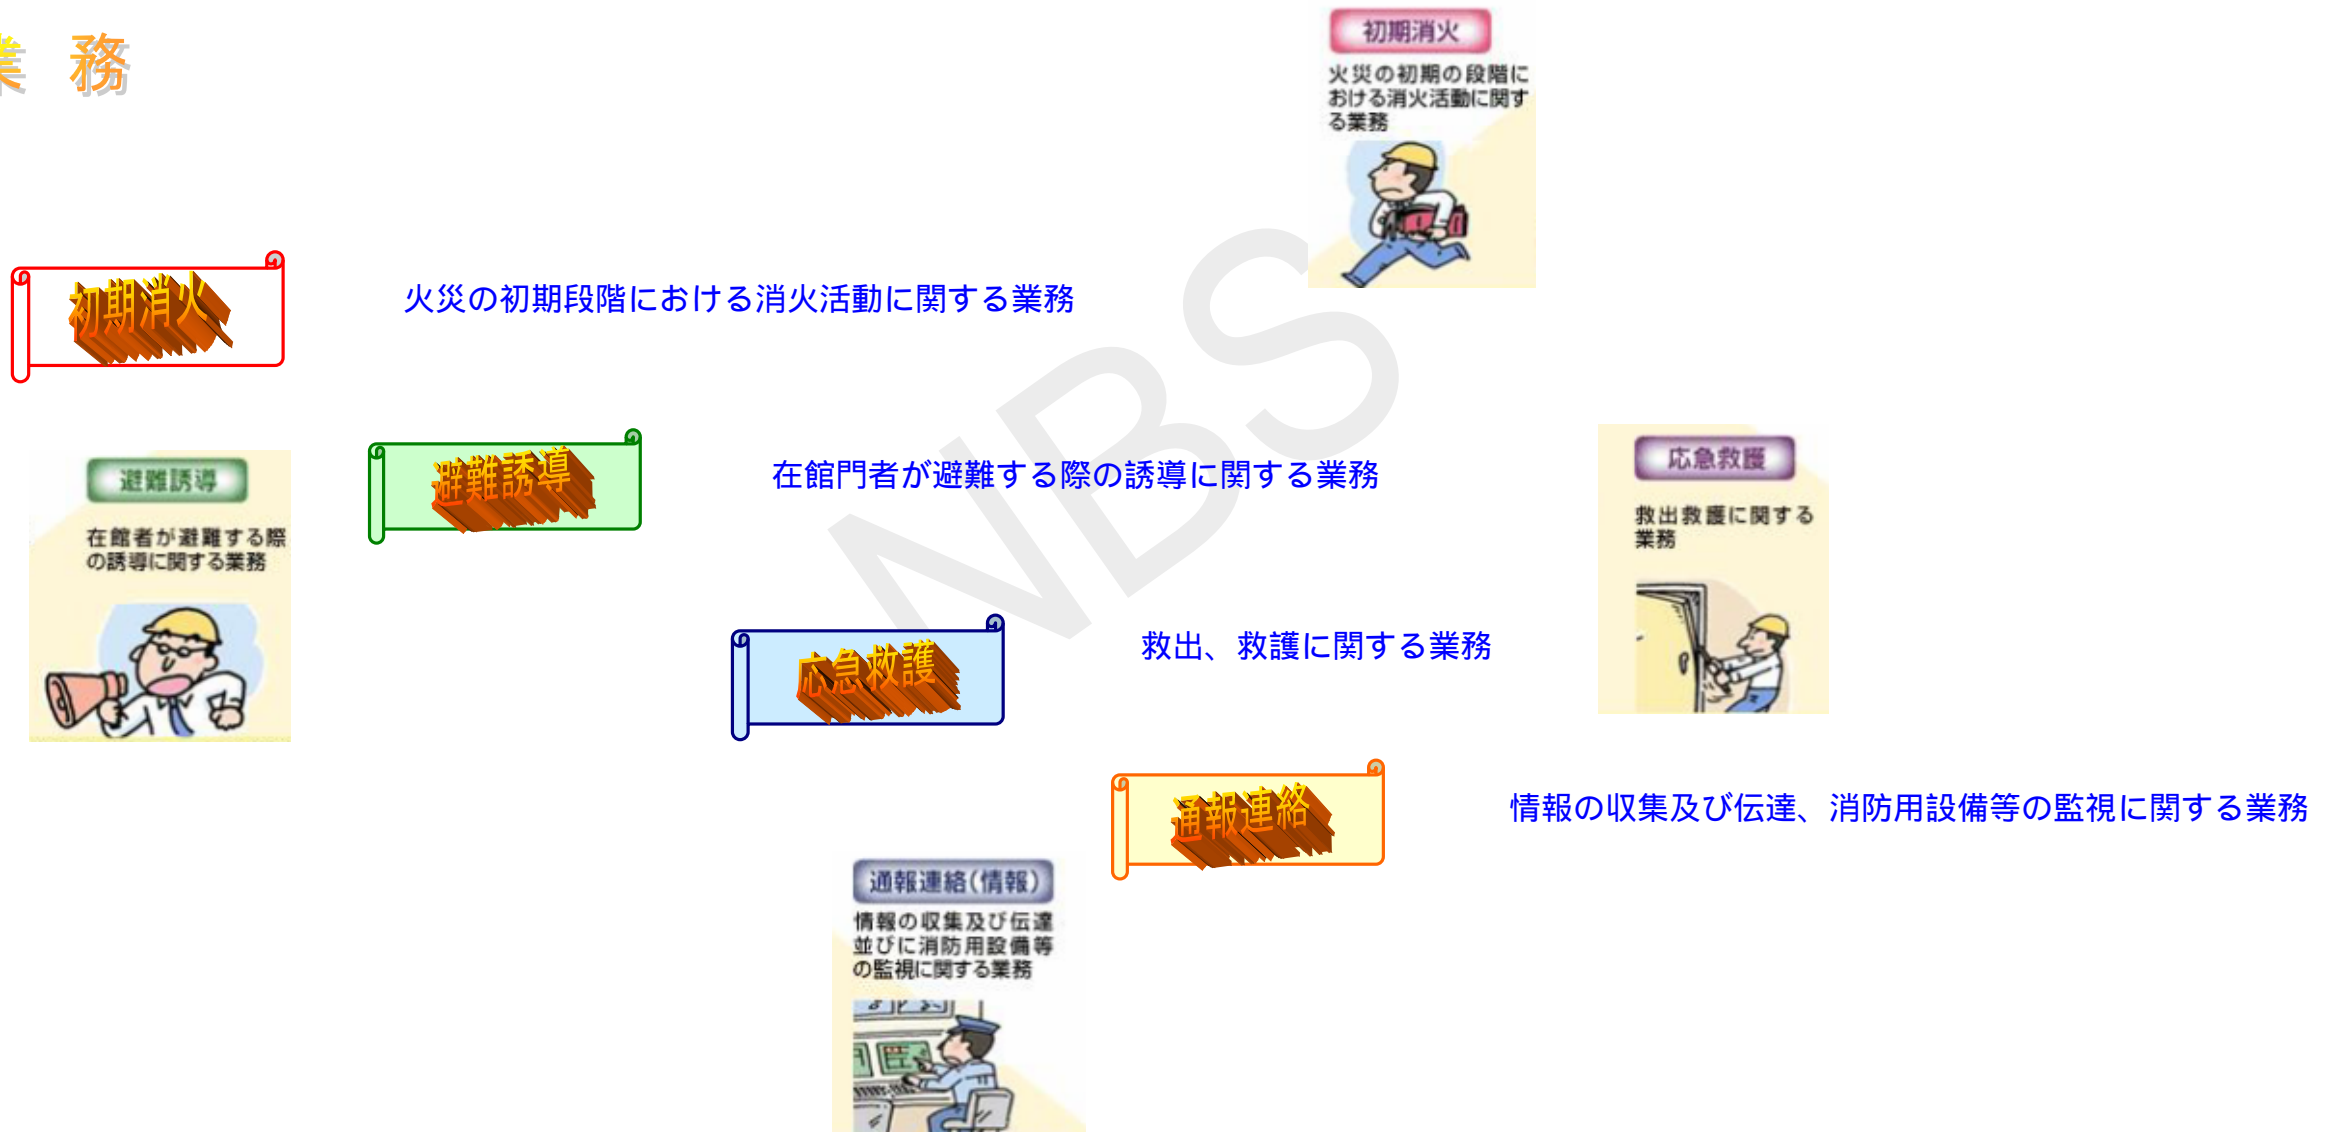 業務
初期消火
火災の初期の段階に
おける消火活動に関す
る業務
初期消火
火災の初期段階における消火活動に関する業務
避難誘導
在館門者が避難する際の誘導に関する業務
避難誘導
在館者が避難する際
の誘導に関する業務
応急救護
救出救護に関する
業務
応急救護
救出、救護に関する業務
通報連絡
情報の収集及び伝達、消防用設備等の監視に関する業務
通報連絡(情報)
情報の収集及び伝達
並びに消防用設備等
の監視に関する業務
NBS